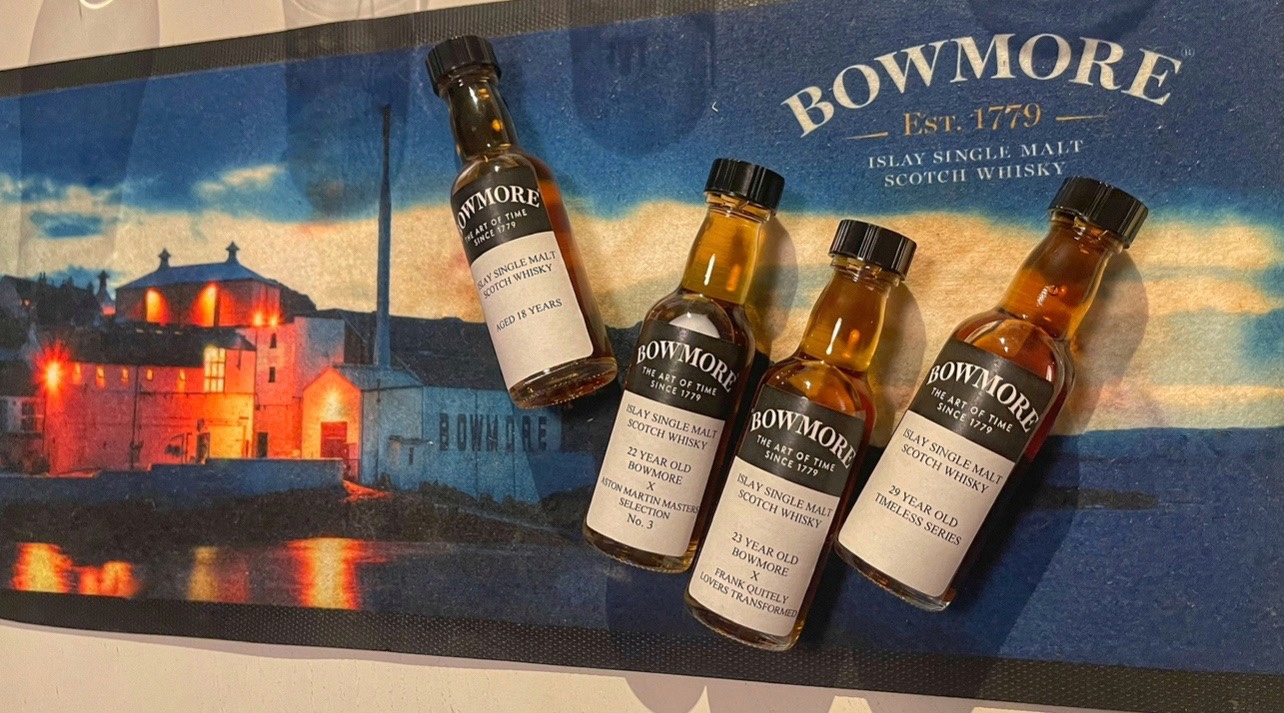 BOWMORE
EST. 1779
ISLAY SINGLE MALT
SCOTCH WHISKY
BOWMORE
BOWMORE
THE ART OF TIME
SINCE 1779
ISLAY SINGLE MALT
SCOTCH WHISKY
AGED 18 YEARS
BOWMORE
THE ART OF TIME
SINCE 1779
ISLAY SINGLE MALT
SCOTCH WHISKY
22 YEAR OLD
BOWMORE
X
ASTON MARTIN MASTERS
SELECTION
No. 3
BOWMORE
THE ART OF TIME
SINCE 1779
ISLAY SINGLE MALT
SCOTCH WHISKY
23 YEAR OLD
BOWMORE
X
FRANK QUITELY
LOVERS TRANSFORMED
BOWMORE
THE ART OF TIME
SINCE 1779
ISLAY SINGLE MALT
SCOTCH WHISKY
29 YEAR OLD
TIMELESS SERIES